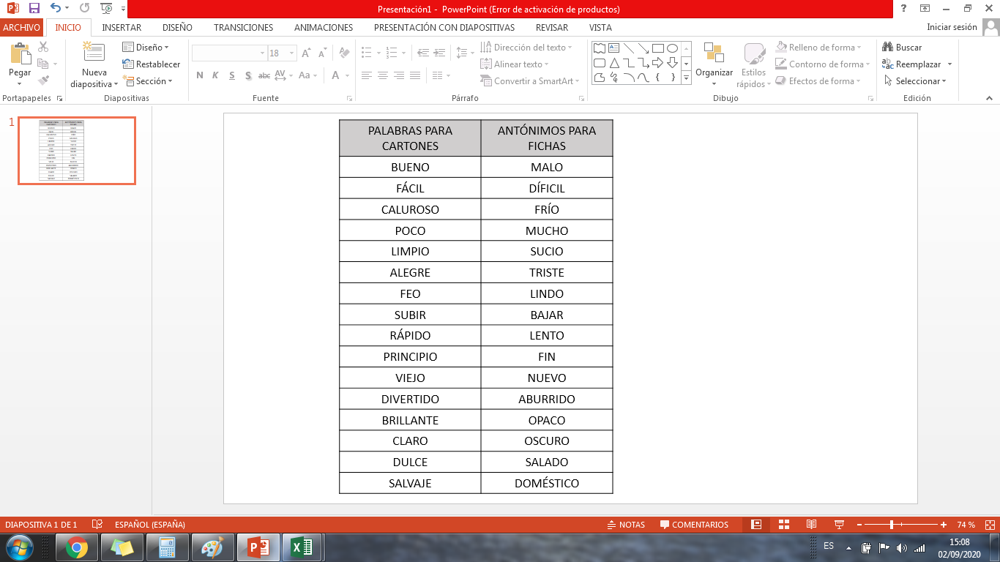 Presentación1 - PowerPoint (Error de activación de productos)
ARCHIVO INICIO INSERTAR DISEÑO TRANSICIONES ANIMACIONES PRESENTACIÓN CON DIAPOSITIVAS REVISAR VISTA Iniciar sesión
Pegar
Nueva diapositiva
Diseño
Restablecer
Sección
18
N K S S abc AV Aa A
Dirección del texto
Alinear texto
Convertir a SmartArt
Organizar
Estilos rápidos
Relleno de forma
Contorno de forma
Efectos de forma
Buscar
Reemplazar
Seleccionar
Portapapeles Diapositivas Fuente Párrafo Dibujo Edición
1
PALABRAS PARA CARTONES ANTÓNIMOS PARA FICHAS
BUENO MALO
FÁCIL DÍFICIL
CALUROSO FRÍO
POCO MUCHO
LIMPIO SUCIO
ALEGRE TRISTE
FEO LINDO
SUBIR BAJAR
RÁPIDO LENTO
PRINCIPIO FIN
VIEJO NUEVO
DIVERTIDO ABURRIDO
BRILLANTE OPACO
CLARO OSCURO
DULCE SALADO
SALVAJE DOMÉSTICO
DIAPOSITIVA 1 DE 1 ESPAÑOL (ESPAÑA) NOTAS COMENTARIOS 74 %
ES 15:08
02/09/2020